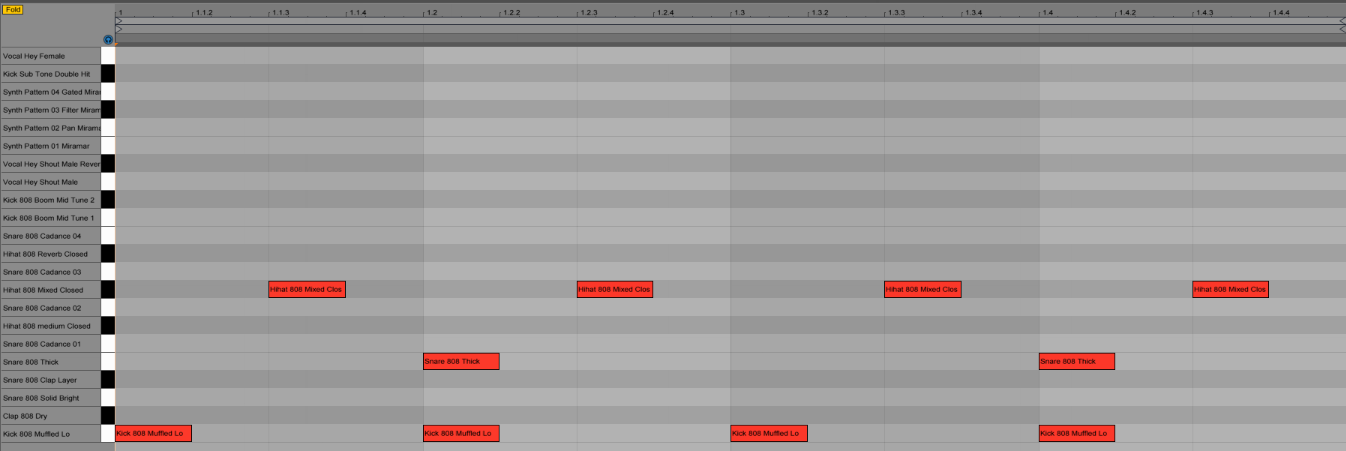 Fold
1 1.1.2 1.1.3 1.1.4 1.2 1.2.2 1.2.3 1.2.4 1.3 1.3.2 1.3.3 1.3.4 1.4 1.4.2 1.4.3 1.4.4
Vocal Hey Female
Kick Sub Tone Double Hit
Synth Pattern 04 Gated Mirar
Synth Pattern 03 Filter Miram
Synth Pattern 02 Pan Mirama
Synth Pattern 01 Miramar
Vocal Hey Shout Male Rever
Vocal Hey Shout Male
Kick 808 Boom Mid Tune 2
Kick 808 Boom Mid Tune 1
Snare 808 Cadance 04
Hihat 808 Reverb Closed
Snare 808 Cadance 03
Hihat 808 Mixed Closed Hihat 808 Mixed Clos Hihat 808 Mixed Clos Hihat 808 Mixed Clos Hihat 808 Mixed Clos
Snare 808 Cadance 02
Hihat 808 medium Closed
Snare 808 Cadance 01
Snare 808 Thick Snare 808 Thick Snare 808 Thick
Snare 808 Clap Layer
Snare 808 Solid Bright
Clap 808 Dry
Kick 808 Muffled Lo Kick 808 Muffled Lo Kick 808 Muffled Lo Kick 808 Muffled Lo Kick 808 Muffled Lo